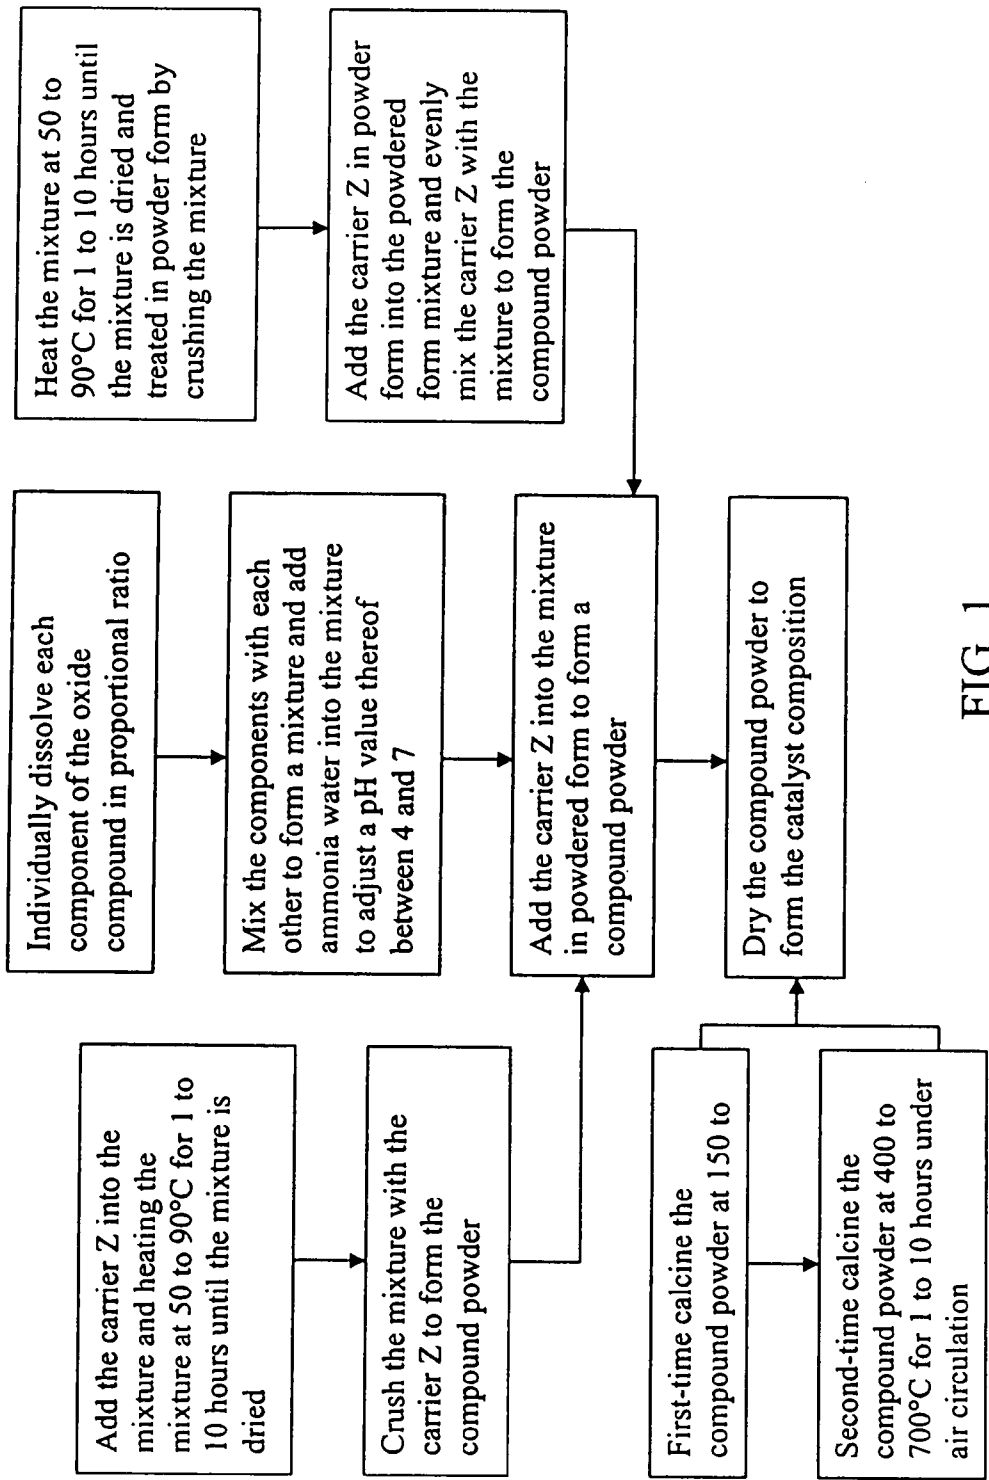 Add the carrier Z into the
mixture and heating the
mixture at 50 to 90°C for 1 to
10 hours until the mixture is
dried
Crush the mixture with the
carrier Z to form the
compound powder
First-time calcine the
compound powder at 150 to
Second-time calcine the
compound powder at 400 to
700°C for 1 to 10 hours under
air circulation
Individually dissolve each
component of the oxide
compound in proportional ratio
Mix the components with each
other to form a mixture and add
ammonia water into the mixture
to adjust a pH value thereof
between 4 and 7
Add the carrier Z into the mixture
in powdered form to form a
compound powder
Dry the compound powder to
form the catalyst composition
Heat the mixture at 50 to
90°C for 1 to 10 hours until
the mixture is dried and
treated in powder form by
crushing the mixture
Add the carrier Z in powder
form into the powdered
form mixture and evenly
mix the carrier Z with the
mixture to form the
compound powder
FIG. 1